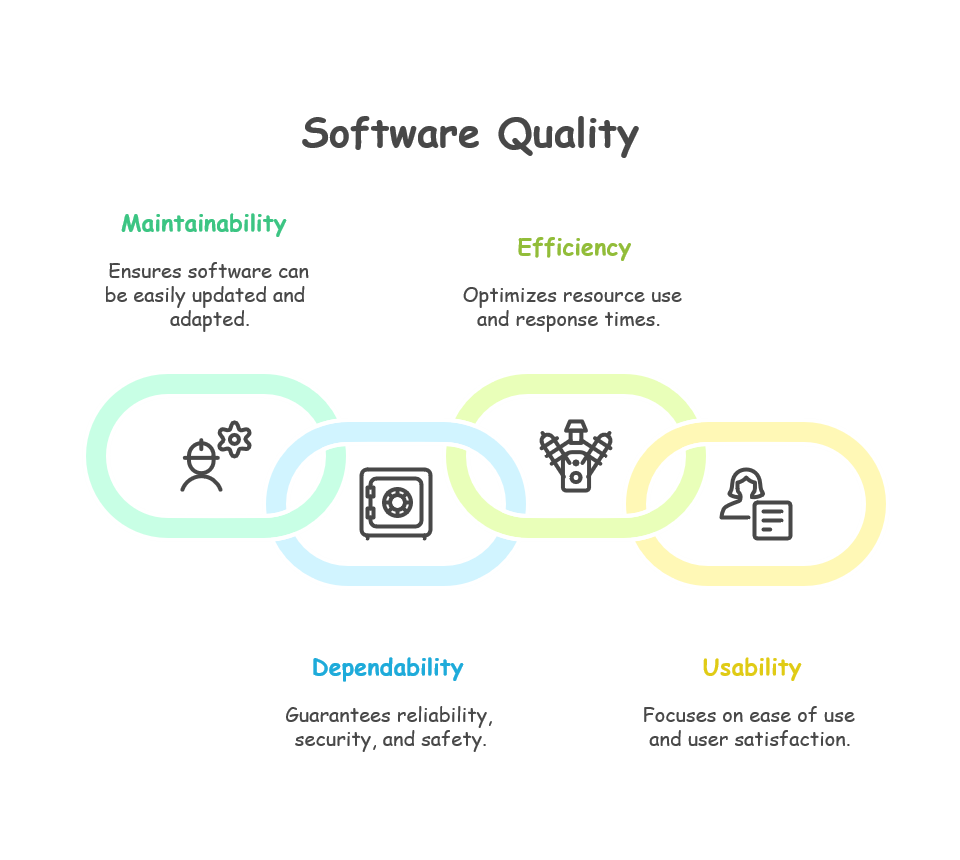 Software Quality
Maintainability
Ensures software can
be easily updated and
adapted.
Efficiency
Optimizes resource use
and response times.
Dependability
Guarantees reliability,
security, and safety.
Usability
Focuses on ease of use
and user satisfaction.